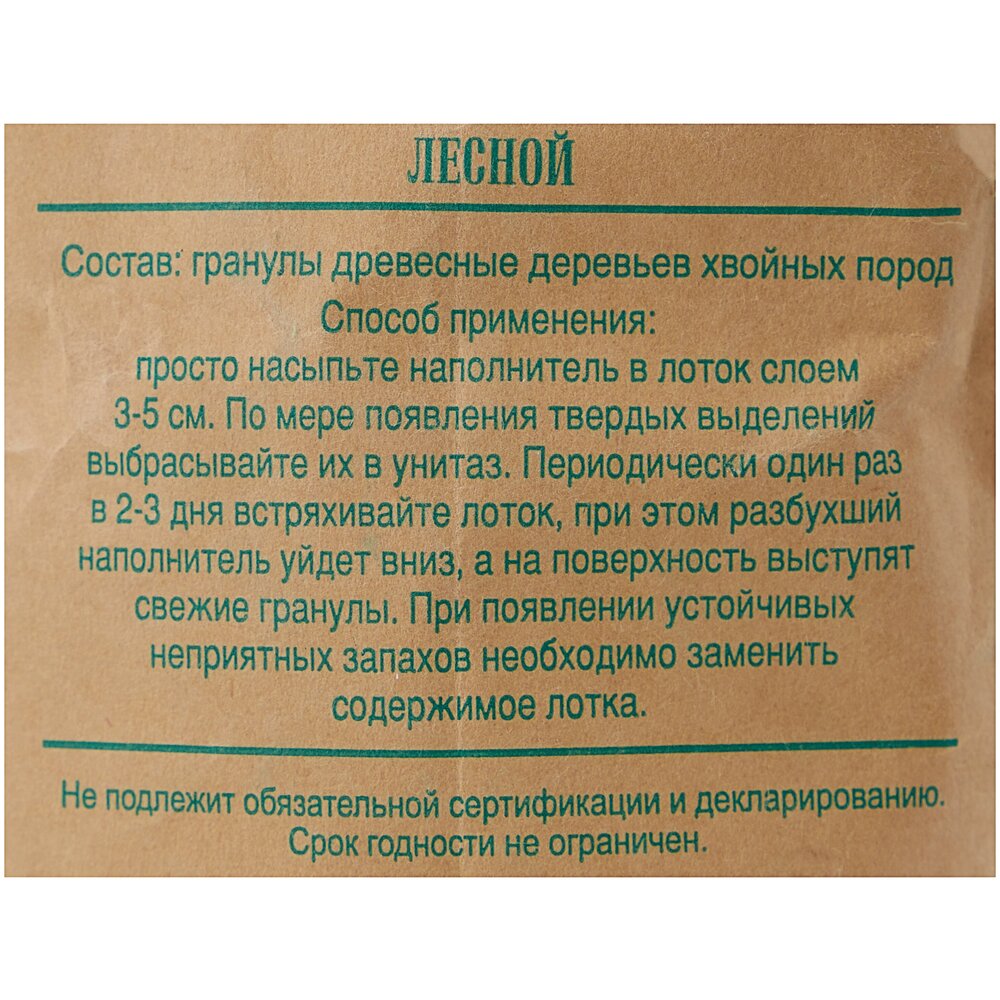 ЛЕСНОЙ
Состав: гранулы древесные деревьев хвойных пород
Способ применения:
просто насыпьте наполнитель в лоток слоем
3-5 см. По мере появления твердых выделений
выбрасывайте их в унитаз. Периодически один раз
в 2-3 дня встряхивайте лоток, при этом разбухший
наполнитель уйдет вниз, а на поверхность выступят
свежие гранулы. При появлении устойчивых
неприятных запахов необходимо заменить
содержимое лотка.
Не подлежит обязательной сертификации и декларированию.
Срок годности не ограничен.